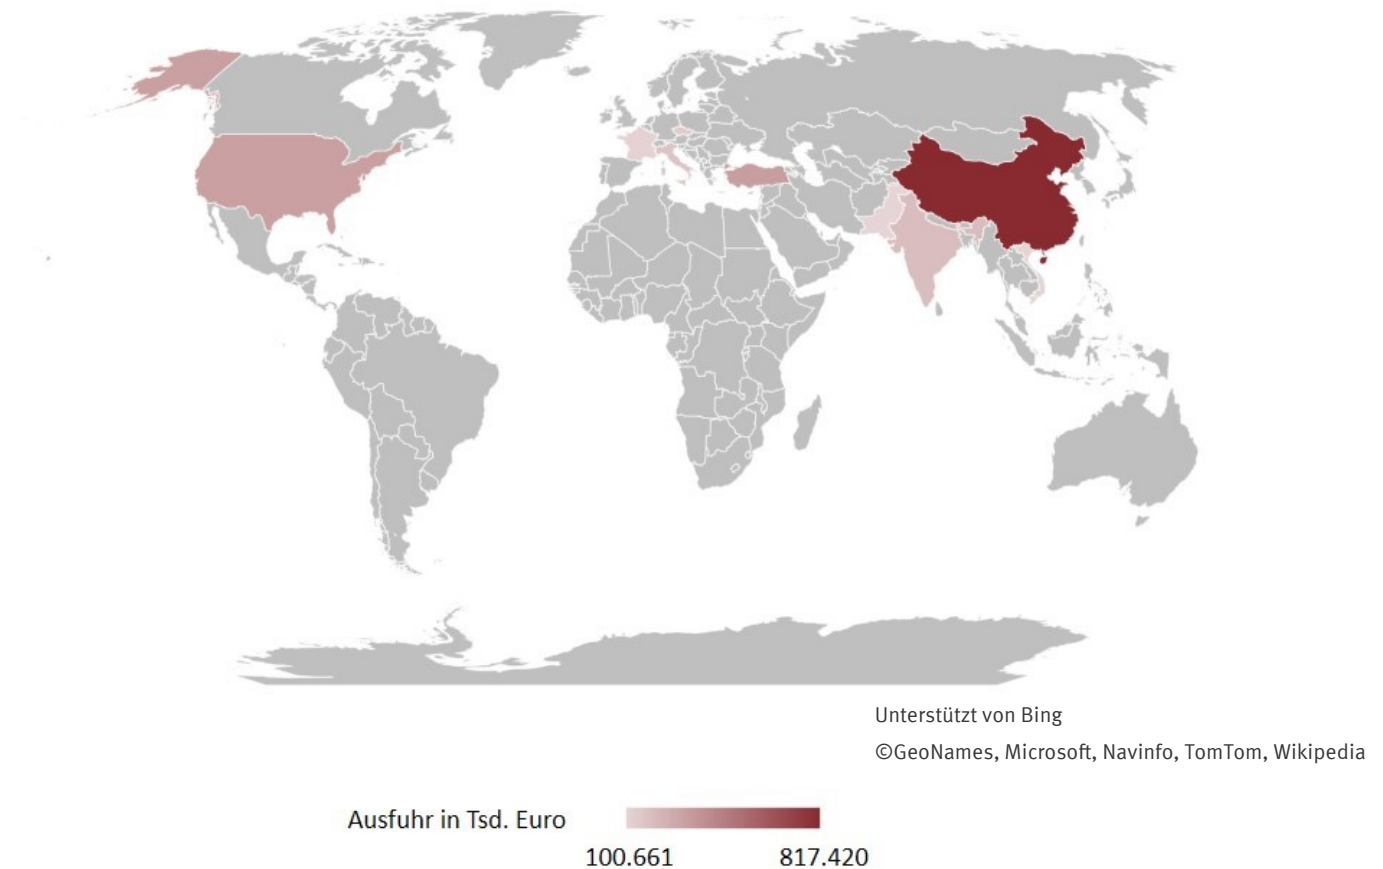 Unterstützt von Bing
©GeoNames, Microsoft, Navinfo, TomTom, Wikipedia
Ausfuhr in Tsd. Euro
100.661 817.420